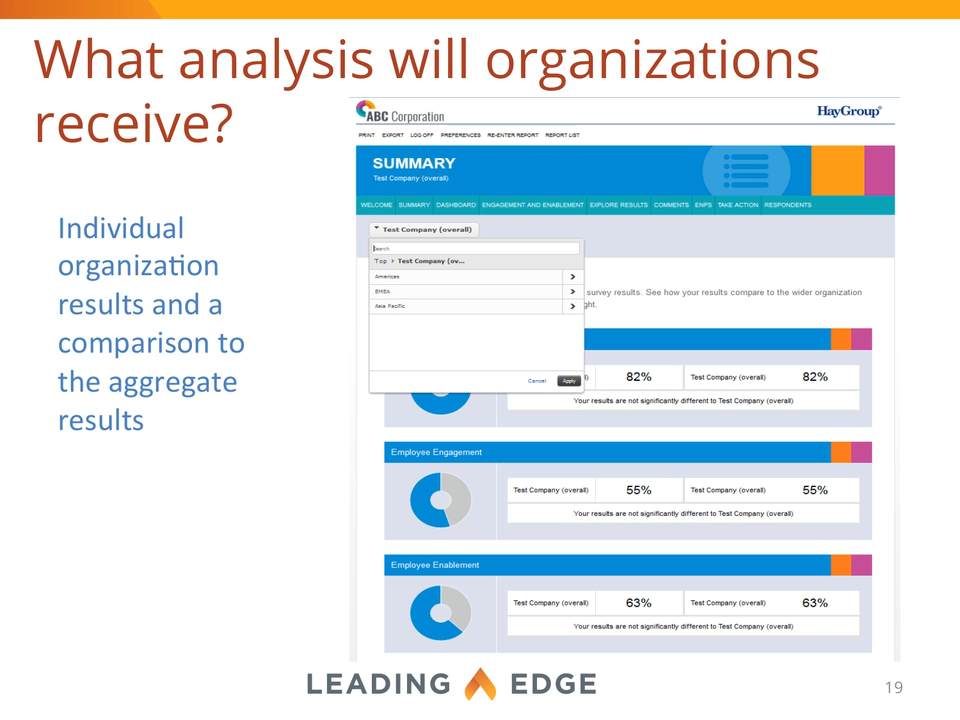 What analysis will organizations
receive?
Individual
organization
results and a
comparison to
the aggregate
results
ABC Corporation
HayGroup®
PRINT EXPORT LOG OFF PREFERENCES RE-ENTER REPORT REPORT LIST
SUMMARY
Test Company (overall)
WELCOME SUMMARY DASHBOARD ENGAGEMENT AND ENABLEMENT EXPLORE RESULTS COMMENTS ENPS TAKE ACTION RESPONDENTS
Test Company (overall)
Search
Top > Test Company (ov...
Americas
EMEA
Asia Pacific
Cancel Apply
survey results. See how your results compare to the wider organization
ght.
82% Test Company (overall) 82%
Your results are not significantly different to Test Company (overall)
Employee Engagement
Test Company (overall) 55% Test Company (overall) 55%
Your results are not significantly different to Test Company (overall)
Employee Enablement
Test Company (overall) 63% Test Company (overall) 63%
Your results are not significantly different to Test Company (overall)
LEADING EDGE
19